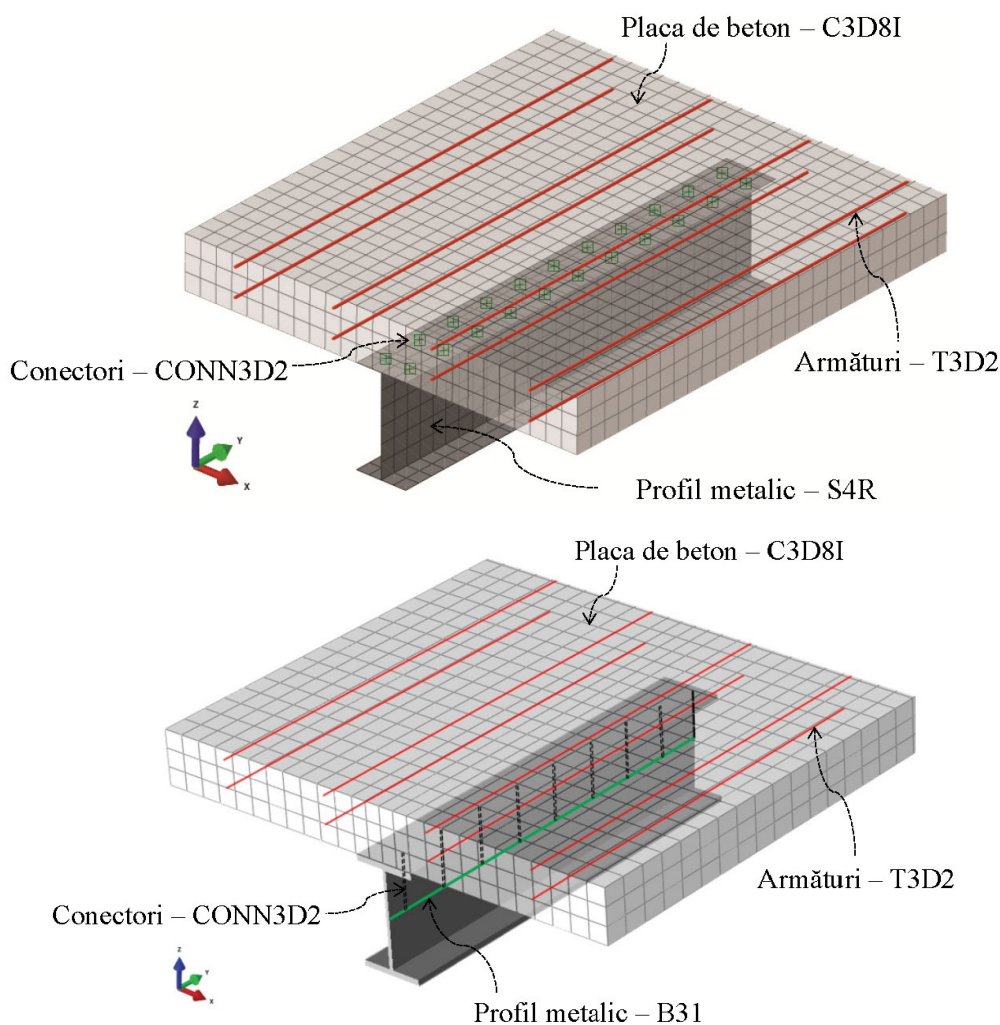 Placa de beton – C3D8I
Conectori – CONN3D2
Armături – T3D2
Z
Y
X
Profil metalic – S4R
Placa de beton – C3D8I
Armături – T3D2
Conectori – CONN3D2
Z
Y
X
Profil metalic – B31